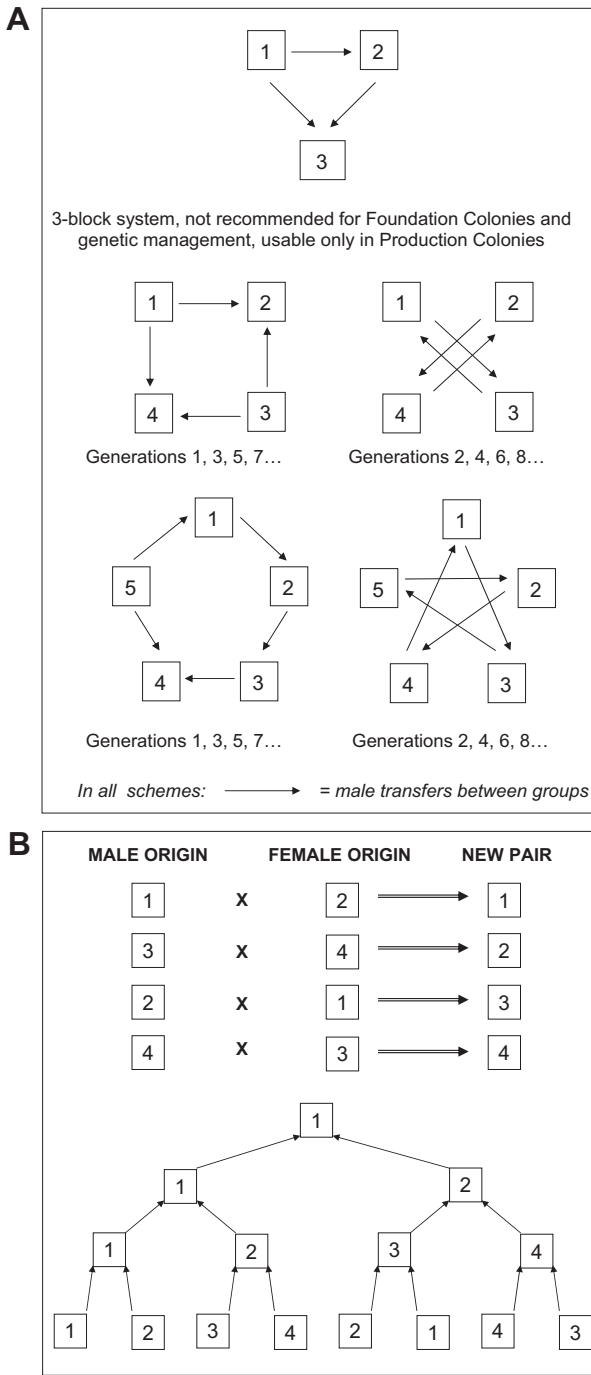 A
1 2
3
3-block system, not recommended for Foundation Colonies and
genetic management, usable only in Production Colonies
1 2 1 2
4 3 4 3
Generations 1, 3, 5, 7… Generations 2, 4, 6, 8…
1 1
5 2 5 2
4 3 4 3
Generations 1, 3, 5, 7… Generations 2, 4, 6, 8…
In all schemes: = male transfers between groups
B
MALE ORIGIN FEMALE ORIGIN NEW PAIR
1 X 2 1
3 X 4 2
2 X 1 3
4 X 3 4
1
1 2
1 2 3 4
1 2 3 4 2 1 4 3